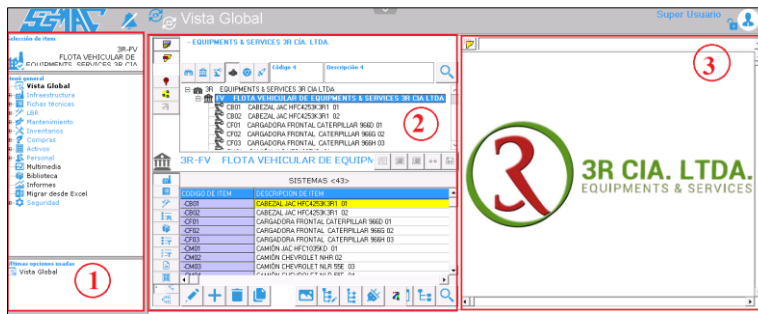 SGMAC
Vista Global
Super Usuario
Selección de ítem
3R-FV
FLOTA VEHICULAR DE
EQUIPMENTS SERVICES 3R CIA
Menú general
Vista Global
Infraestructura
Fichas técnicas
LBR
Mantenimiento
Inventarios
Compras
Activos
Personal
Multimedia
Biblioteca
Informes
Migrar desde Excel
Seguridad
Últimas opciones usadas
Vista Global
1
- EQUIPMENTS & SERVICES 3R CÍA. LTDA.
Código 4
Descripción 4
3R EQUIPMENTS & SERVICES 3R CIA LTDA
FV FLOTA VEHICULAR DE EQUIPMENTS & SERVICES 3R CIA LTDA
CB01 CABEZAL JAC HFC4253K3R1 01
CB02 CABEZAL JAC HFC4253K3R1 02
CF01 CARGADORA FRONTAL CATERPILLAR 966D 01
CF02 CARGADORA FRONTAL CATERPILLAR 966G 02
CF03 CARGADORA FRONTAL CATERPILLAR 966H 03
2
3R-FV FLOTA VEHICULAR DE EQUIPM
SISTEMAS <43>
CODIGO DE ITEM DESCRIPCION DE ITEM
-CB01 CABEZAL JAC HFC4253K3R1 01
-CB02 CABEZAL JAC HFC4253K3R1 02
-CF01 CARGADORA FRONTAL CATERPILLAR 966D 01
-CF02 CARGADORA FRONTAL CATERPILLAR 966G 02
-CF03 CARGADORA FRONTAL CATERPILLAR 966H 03
-CM01 CAMIÓN JAC HFC1035KD 01
-CM02 CAMIÓN CHEVROLET NHR 02
-CM03 CAMIÓN CHEVROLET NLR 55E 03
3
3R CIA. LTDA.
EQUIPMENTS & SERVICES